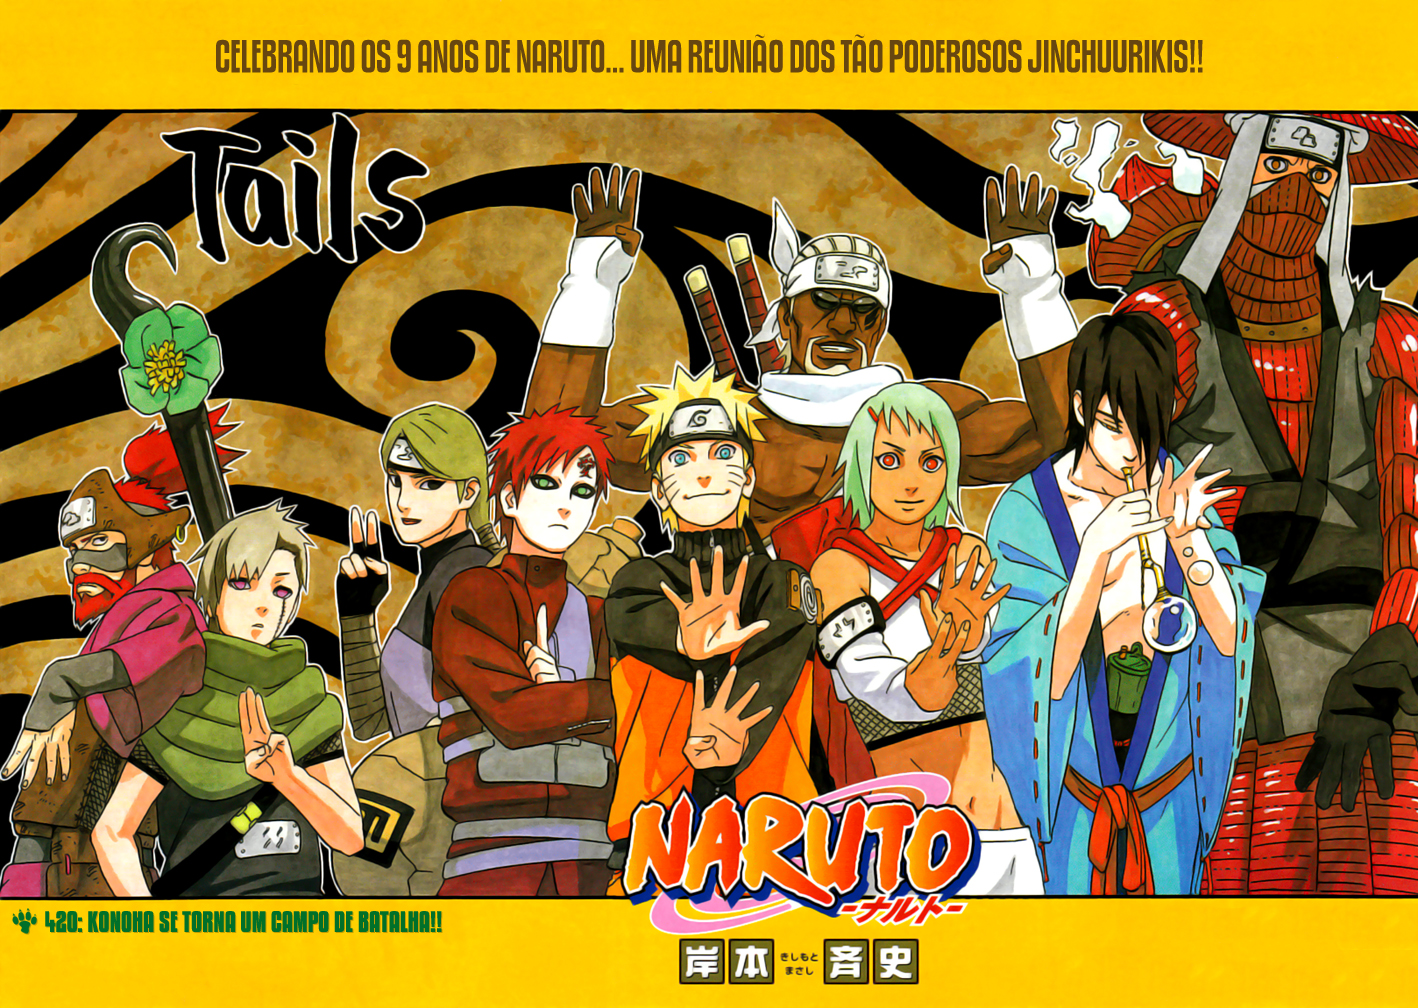 CELEBRANDO OS 9 ANOS DE NARUTO... UMA REUNIÃO DOS TÃO PODEROSOS JINCHUURIKIS!!
Tails
NARUTO
-ナルト-
420: KONOHA SE TORNA UM CAMPO DE BATALHA!!
岸本 きしもと まさし 斉史